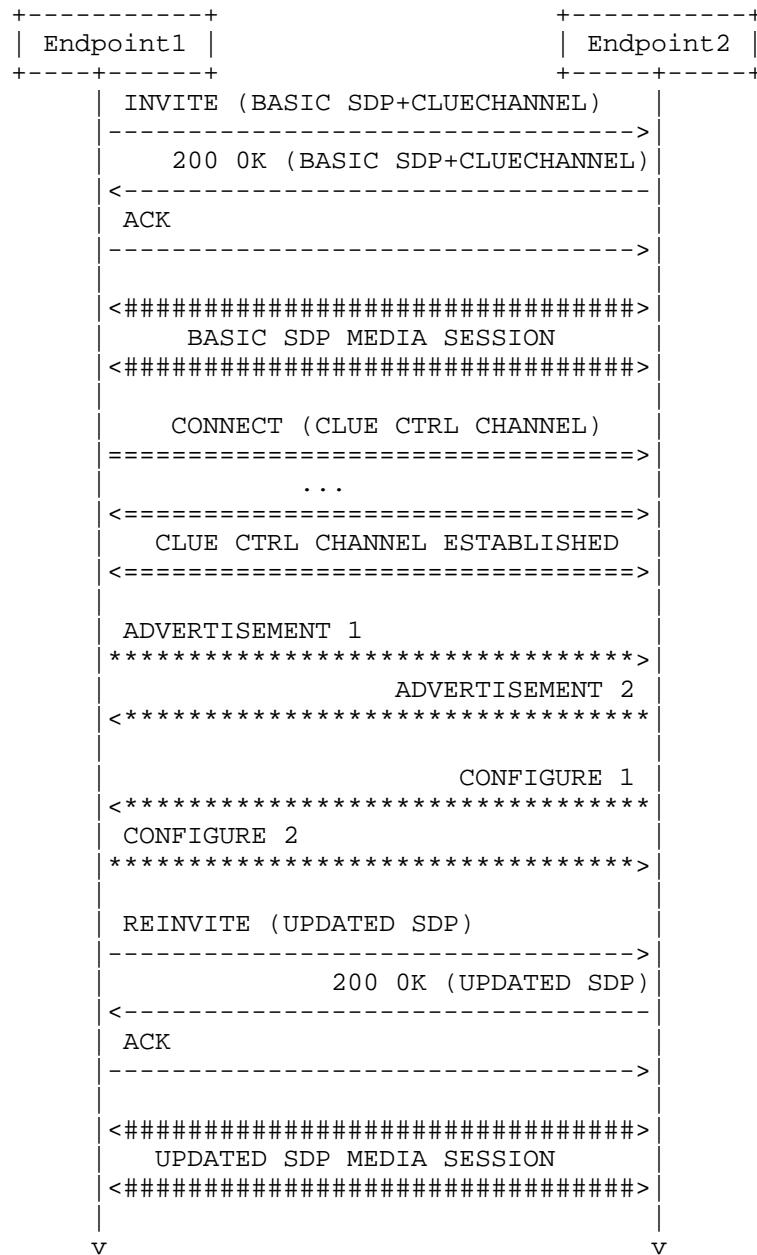 Endpoint1 Endpoint2
INVITE (BASIC SDP+CLUECHANNEL)
200 0K (BASIC SDP+CLUECHANNEL)
ACK
BASIC SDP MEDIA SESSION
CONNECT (CLUE CTRL CHANNEL)
...
CLUE CTRL CHANNEL ESTABLISHED
ADVERTISEMENT 1
ADVERTISEMENT 2
CONFIGURE 1
CONFIGURE 2
REINVITE (UPDATED SDP)
200 0K (UPDATED SDP)
ACK
UPDATED SDP MEDIA SESSION
v v